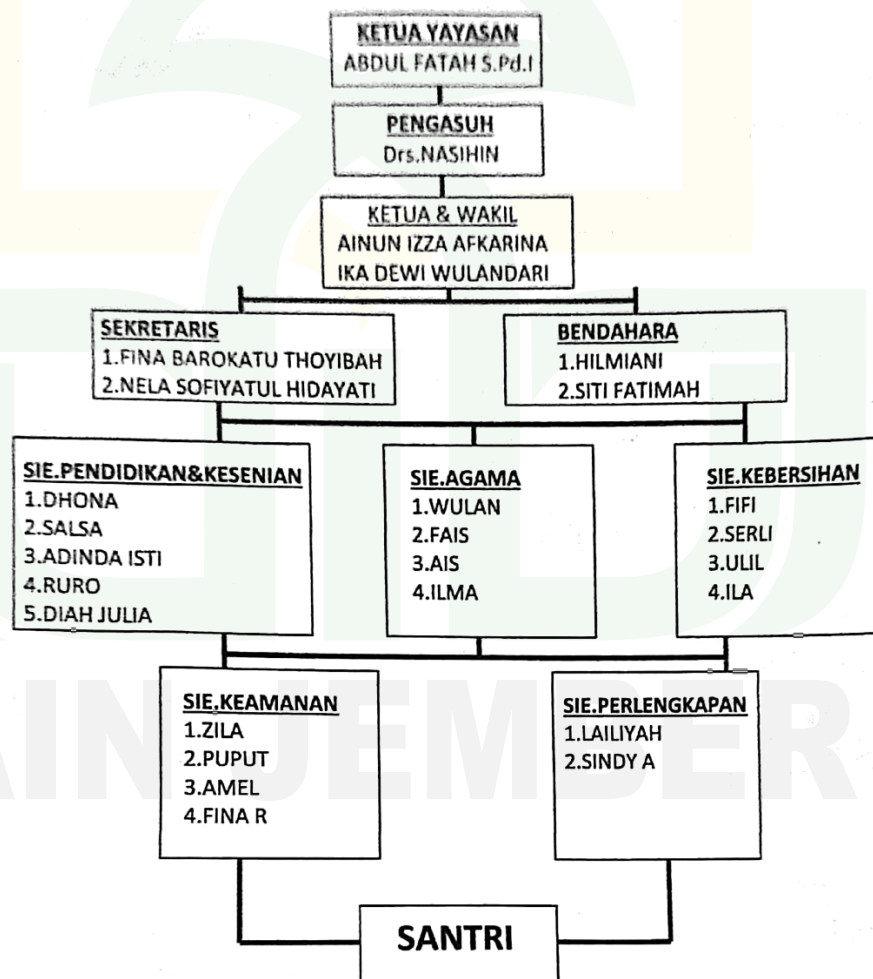 KETUA YAYASAN
ABDUL FATAH S.Pd.I
PENGASUH
Drs.NASIHIN
KETUA & WAKIL
AINUN IZZA AFKARINA
IKA DEWI WULANDARI
SEKRETARIS
1.FINA BAROKATU THOYIBAH
2.NELA SOFIYATUL HIDAYATI
BENDAHARA
1.HILMIANI
2.SITI FATIMAH
SIE.PENDIDIKAN&KESENIAN
1.DHONA
2.SALSA
3.ADINDA ISTI
4.RURO
5.DIAH JULIA
SIE.AGAMA
1.WULAN
2.FAIS
3.AIS
4.ILMA
SIE.KEBERSIHAN
1.FIFI
2.SERLI
3.ULIL
4.ILA
SIE.KEAMANAN
1.ZILA
2.PUPUT
3.AMEL
4.FINA R
SIE.PERLENGKAPAN
1.LAILIYAH
2.SINDY A
SANTRI
AIN JEMBER